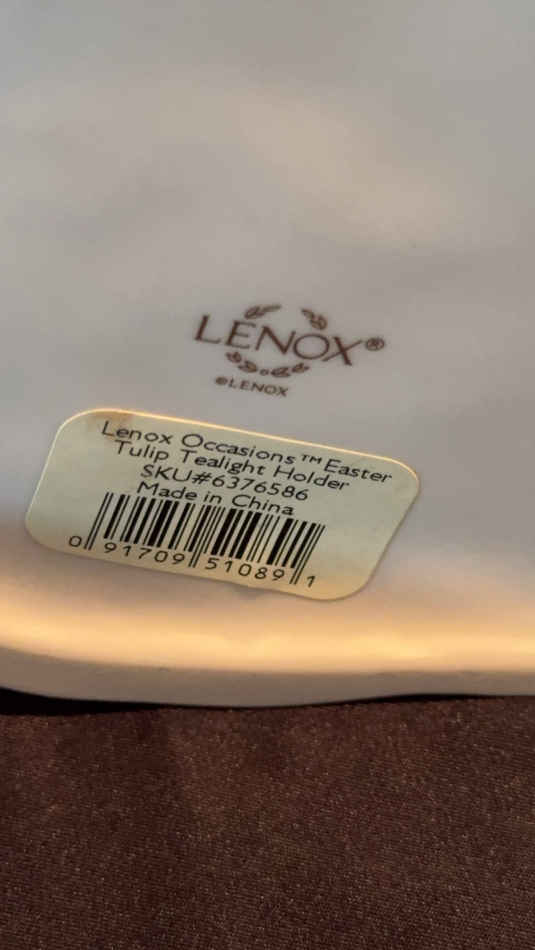 LENOX®
©LENOX
Lenox Occasions™ Easter
Tulip Tealight Holder
SKU#6376586
Made in China
0 91709 51089 1